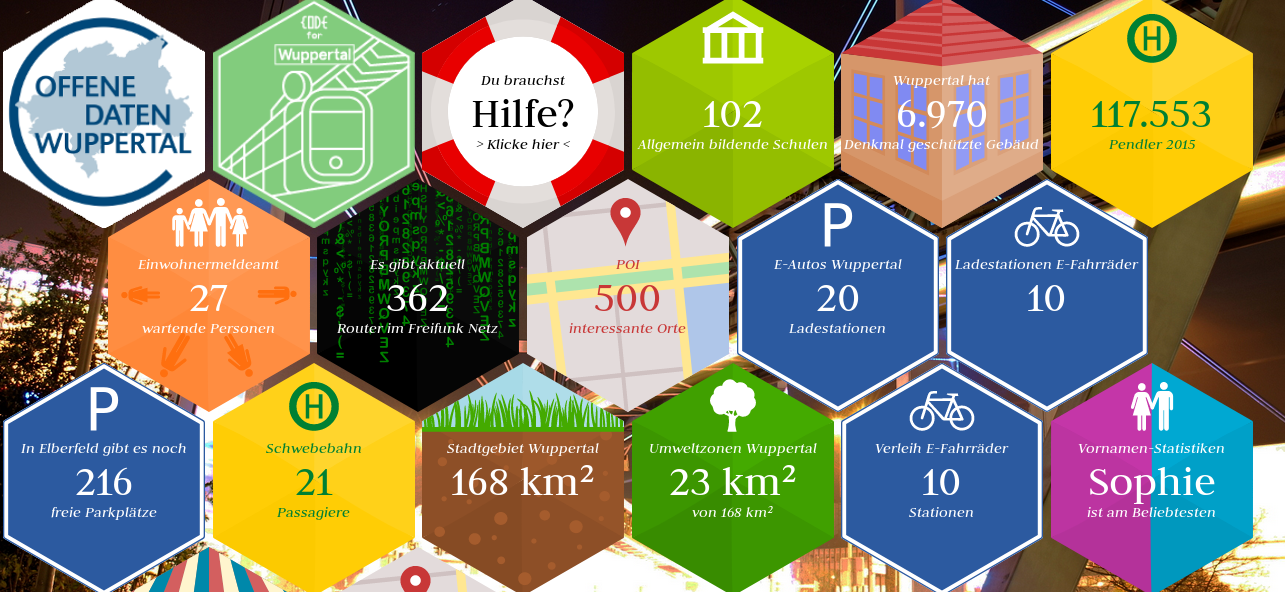 OFFENE
DATEN
WUPPERTAL
CODE
for
Wuppertal
Du brauchst
Hilfe?
> Klicke hier <
102
Allgemein bildende Schulen
Wuppertal hat
6.970
Denkmal geschützte Gebäud
H
117.553
Pendler 2015
Einwohnermeldeamt
27
wartende Personen
Es gibt aktuell
362
Router im Freifunk Netz
POI
500
interessante Orte
P
E-Autos Wuppertal
20
Ladestationen
Ladestationen E-Fahrräder
10
P
In Elberfeld gibt es noch
216
freie Parkplätze
H
Schwebebahn
21
Passagiere
Stadtgebiet Wuppertal
168 km²
Umweltzonen Wuppertal
23 km²
von 168 km²
Verleih E-Fahrräder
10
Stationen
Vornamen-Statistiken
Sophie
ist am Beliebtesten